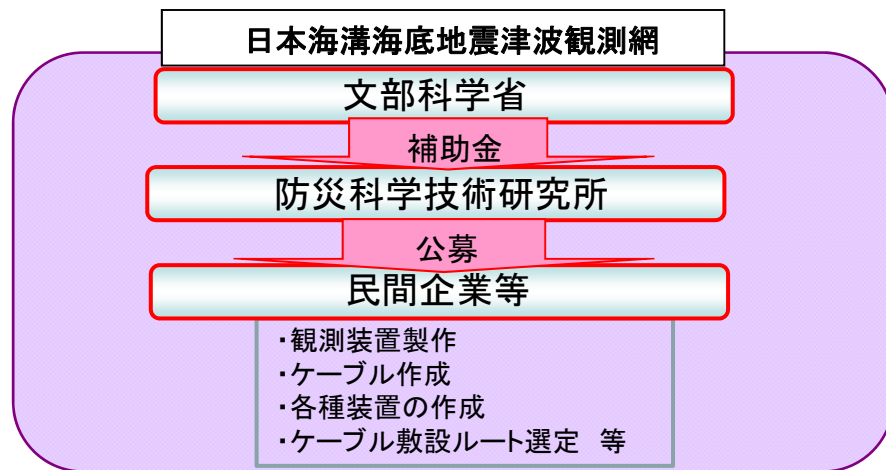 日本海溝海底地震津波観測網
文部科学省
補助金
防災科学技術研究所
公募
民間企業等
・観測装置製作
・ケーブル作成
・各種装置の作成
・ケーブル敷設ルート選定　等